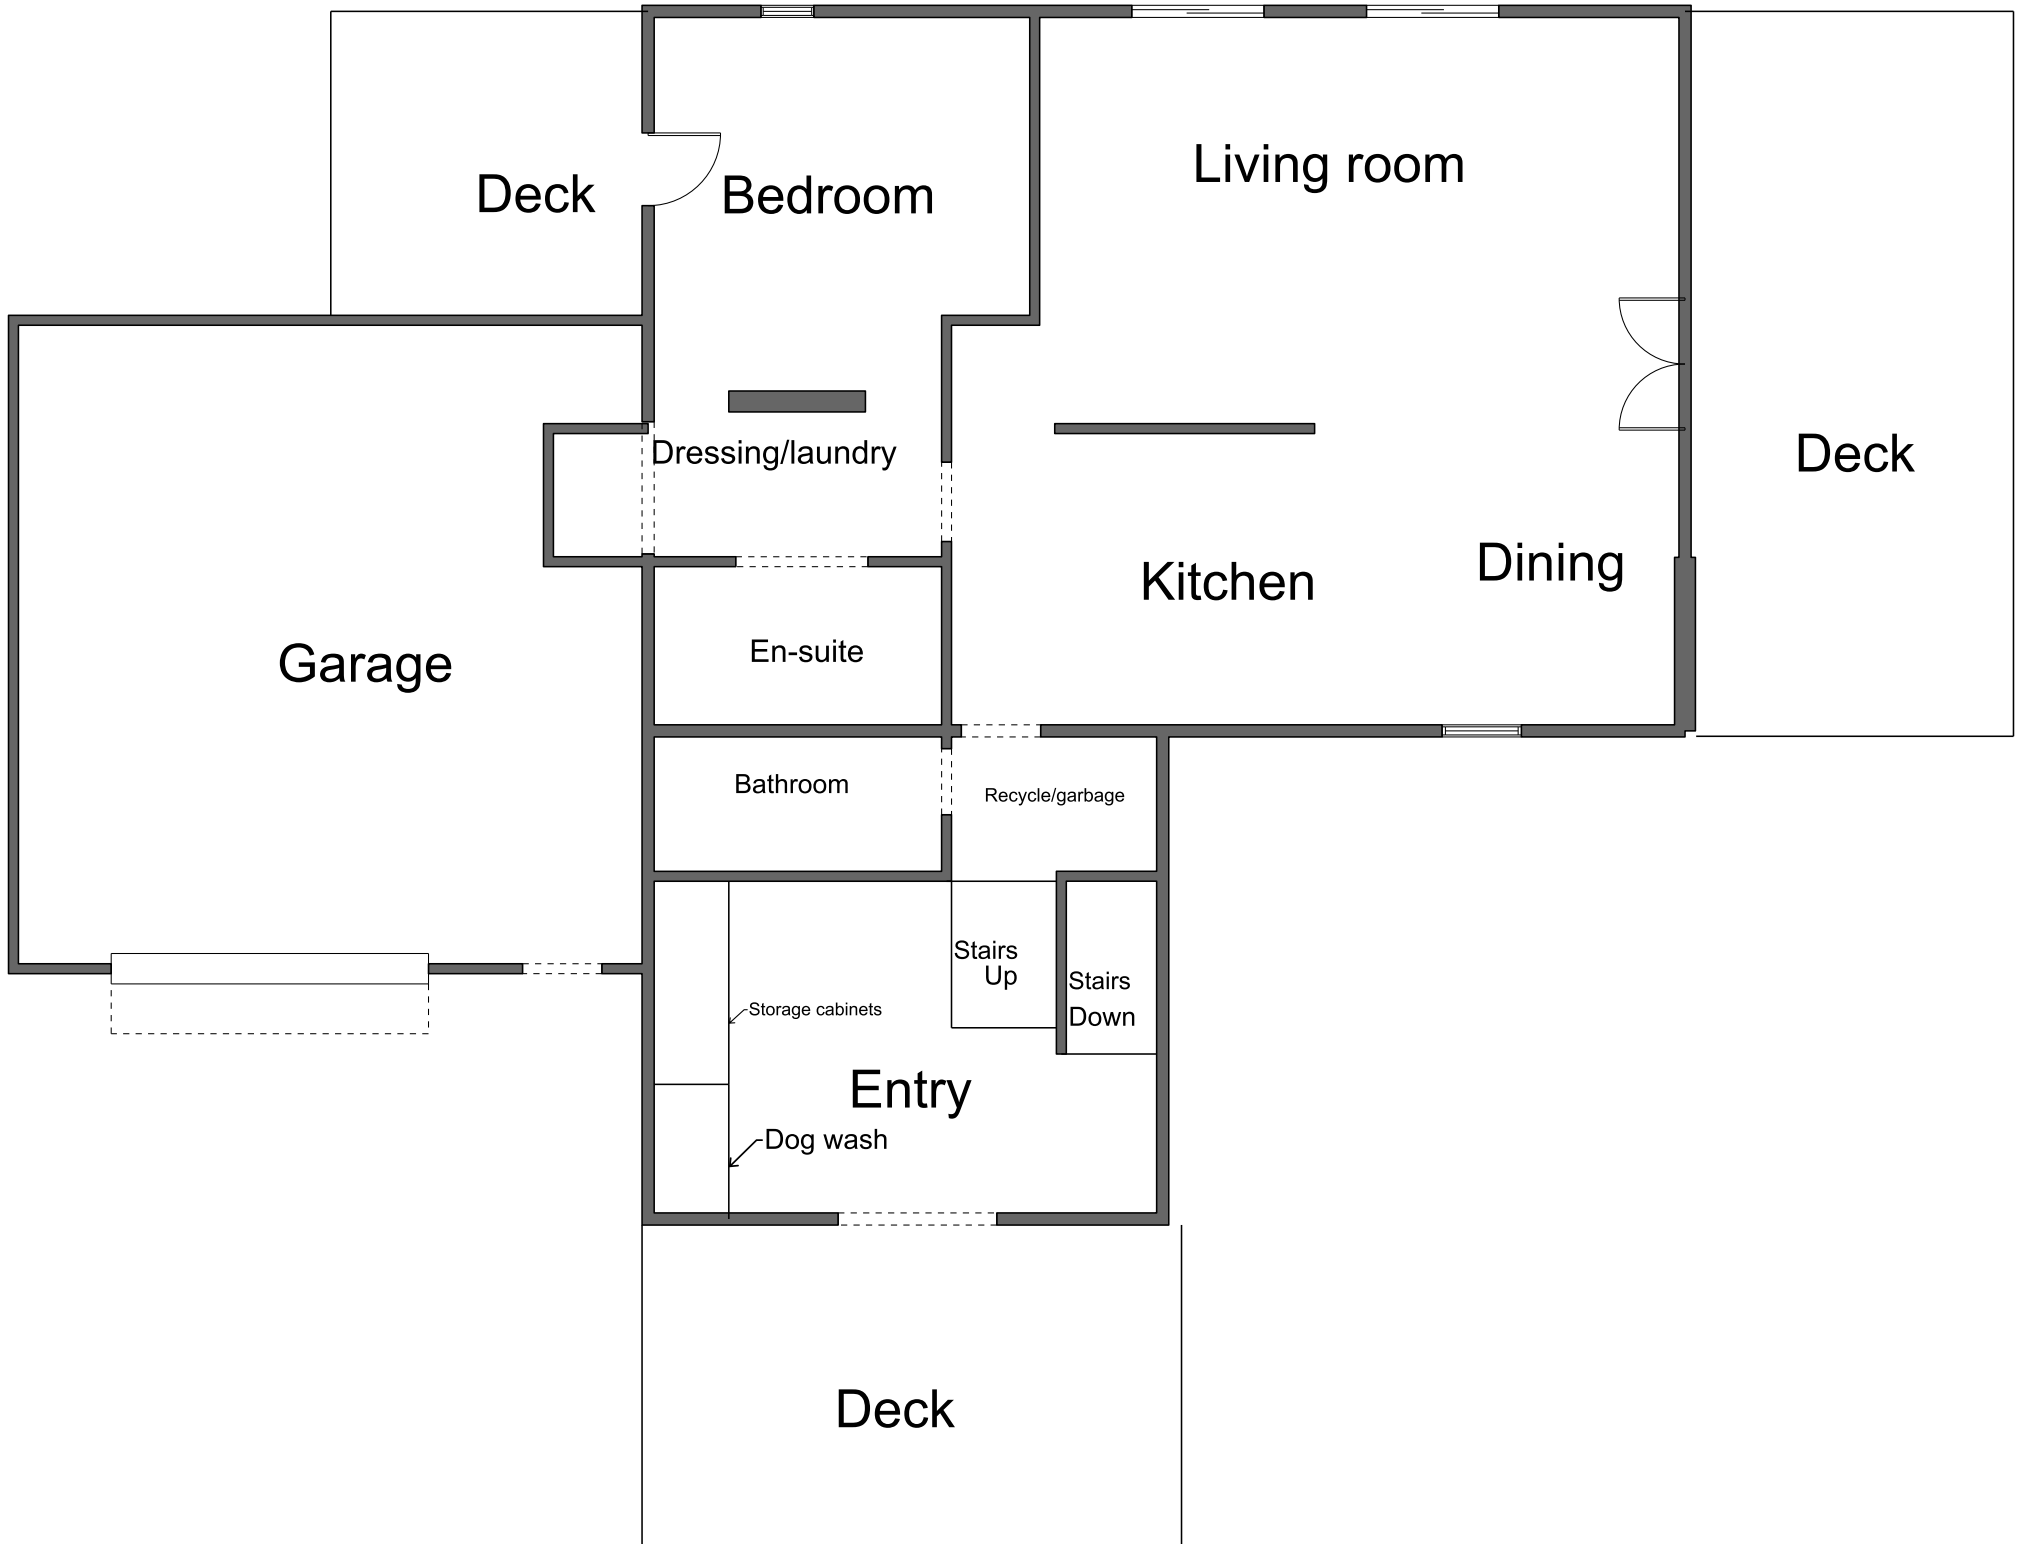 Living room
Deck
Bedroom
Dressing/laundry
Deck
Dining
Kitchen
En-suite
Garage
Bathroom
Recycle/garbage
Stairs
Up
Stairs
Down
Storage cabinets
Entry
Dog wash
Deck